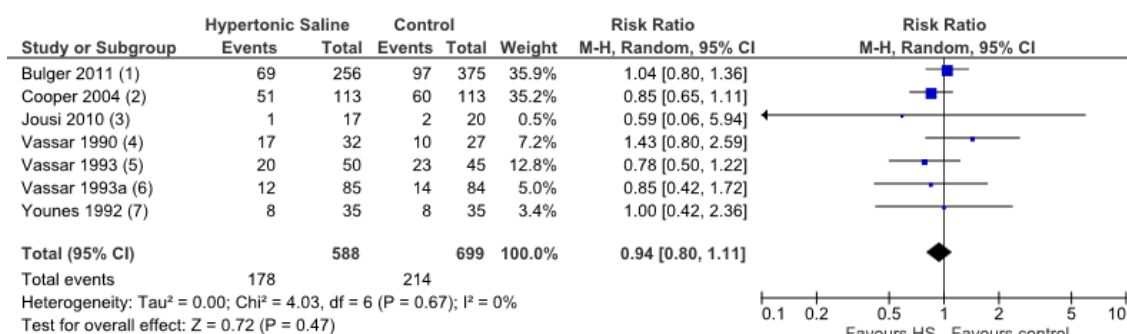 Hypertonic Saline Control Risk Ratio Risk Ratio
Study or Subgroup Events Total Events Total Weight M-H, Random, 95% CI M-H, Random, 95% CI
Bulger 2011 (1) 69 256 97 375 35.9% 1.04 [0.80, 1.36]
Cooper 2004 (2) 51 113 60 113 35.2% 0.85 [0.65, 1.11]
Jousi 2010 (3) 1 17 2 20 0.5% 0.59 [0.06, 5.94]
Vassar 1990 (4) 17 32 10 27 7.2% 1.43 [0.80, 2.59]
Vassar 1993 (5) 20 50 23 45 12.8% 0.78 [0.50, 1.22]
Vassar 1993a (6) 12 85 14 84 5.0% 0.85 [0.42, 1.72]
Younes 1992 (7) 8 35 8 35 3.4% 1.00 [0.42, 2.36]
Total (95% CI) 588 699 100.0% 0.94 [0.80, 1.11]
Total events 178 214
Heterogeneity: Tau² = 0.00; Chi² = 4.03, df = 6 (P = 0.67); I² = 0%
0.1 0.2 0.5 1 2 5 10
Test for overall effect: Z = 0.72 (P = 0.47)
Favours HS Favours control